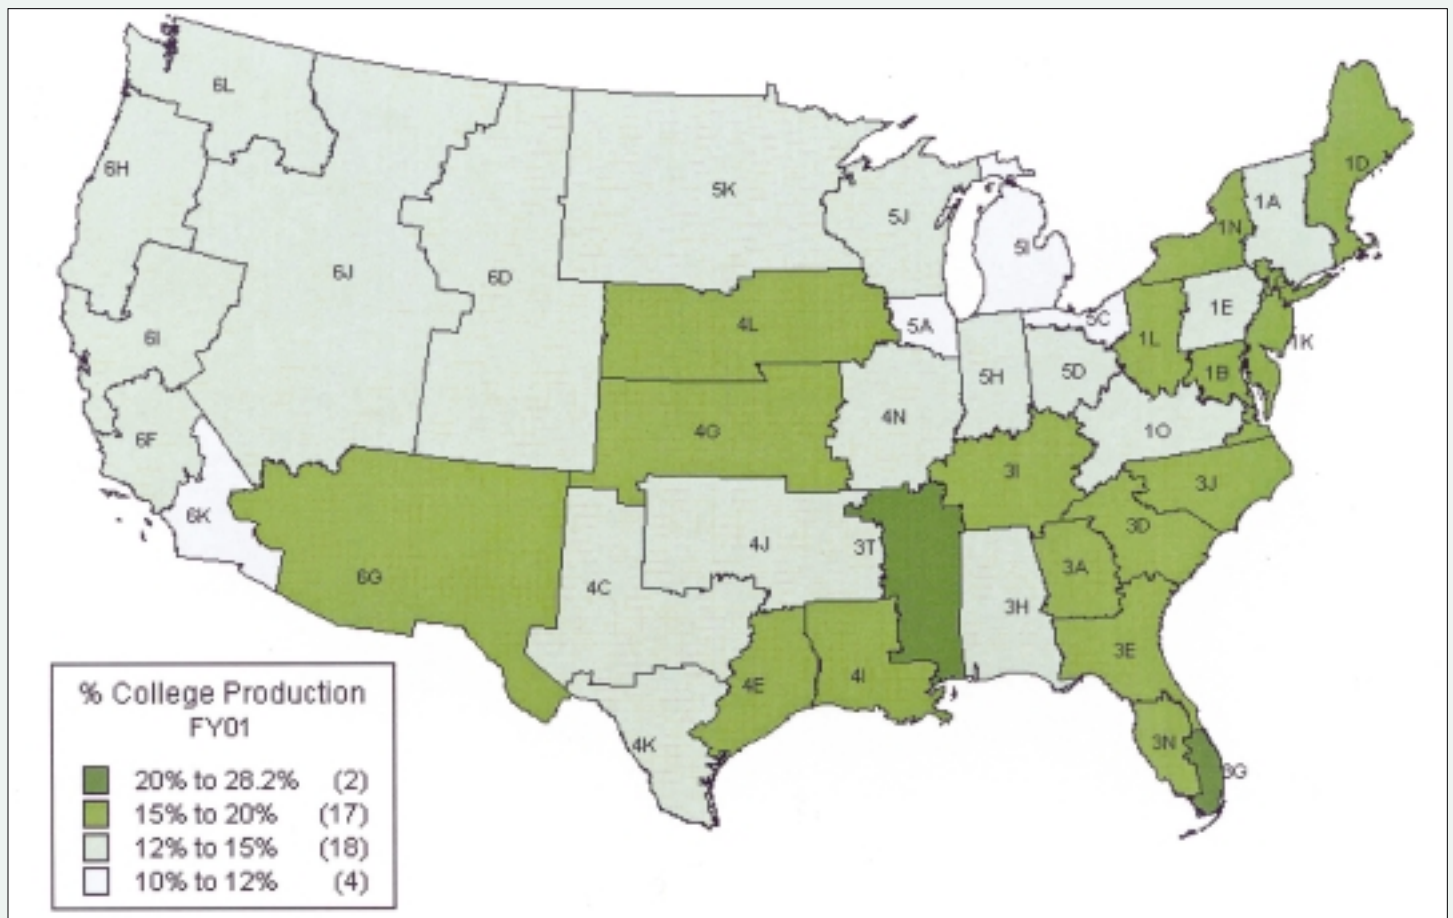 6L
6H
5K
1D
5J
1A
1N
5I
6J
6D
1E
5C
4L
5A
6I
1L
1K
1B
5H
5D
4N
6F
4G
1O
3I
3J
6K
3D
4J
3T
3A
6G
4C
3H
3E
4E
4I
3N
4K
3G
% College Production
FY01
20% to 28.2% (2)
15% to 20% (17)
12% to 15% (18)
10% to 12% (4)